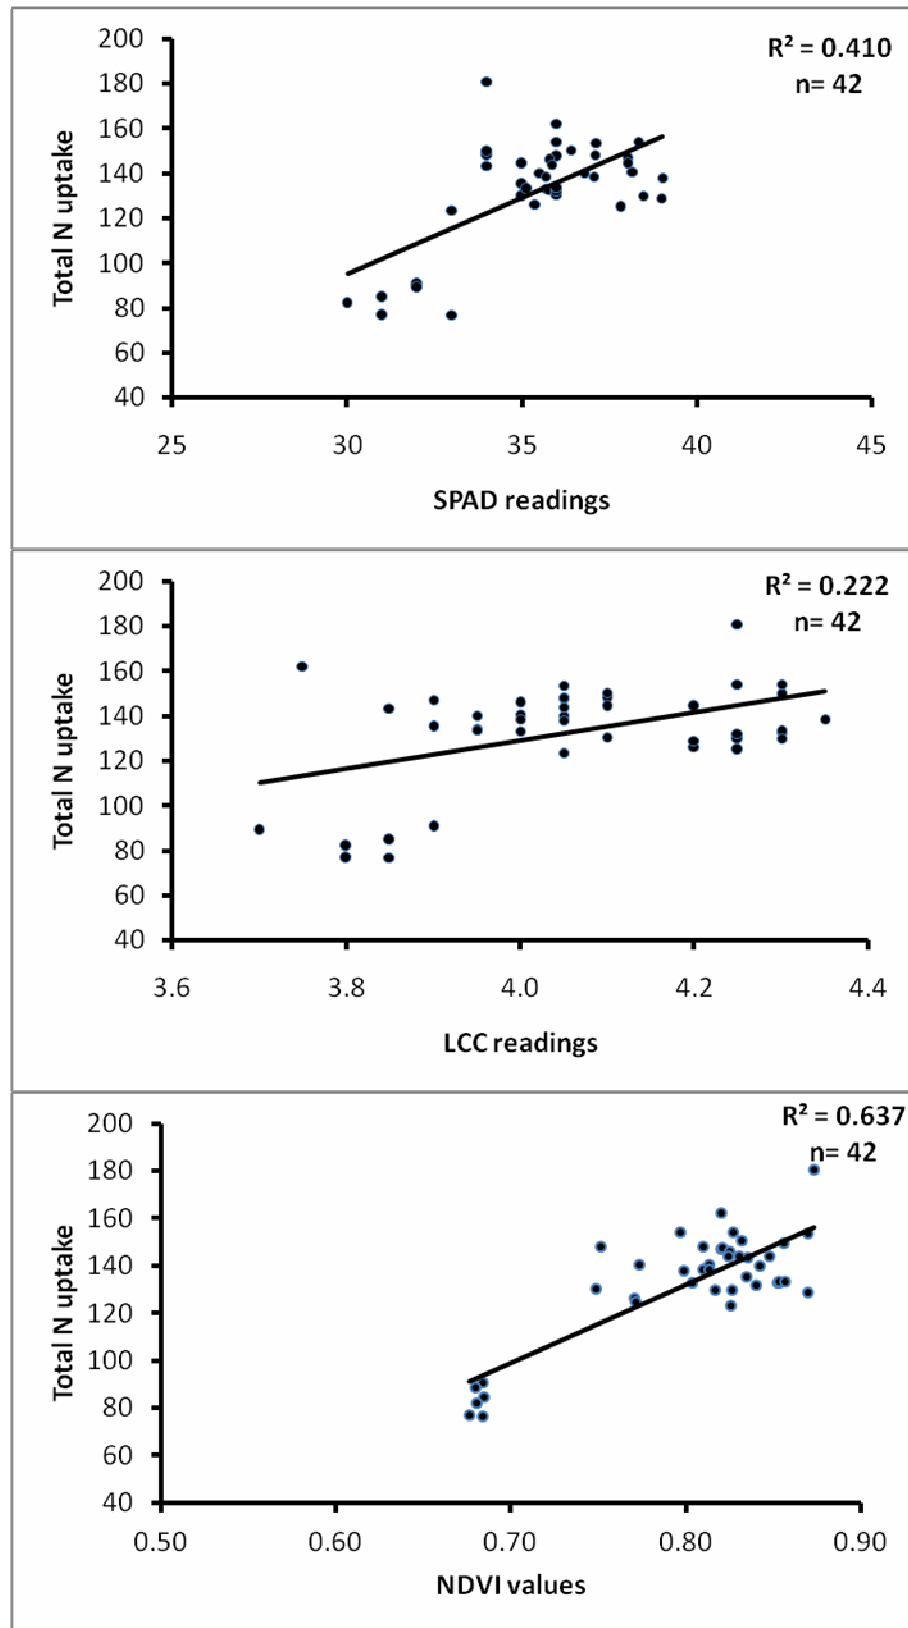 R² = 0.410
n= 42
Total N uptake
200
180
160
140
120
100
80
60
40
25 30 35 40 45
SPAD readings
R² = 0.222
n= 42
Total N uptake
200
180
160
140
120
100
80
60
40
3.6 3.8 4.0 4.2 4.4
LCC readings
R² = 0.637
n= 42
Total N uptake
200
180
160
140
120
100
80
60
40
0.50 0.60 0.70 0.80 0.90
NDVI values